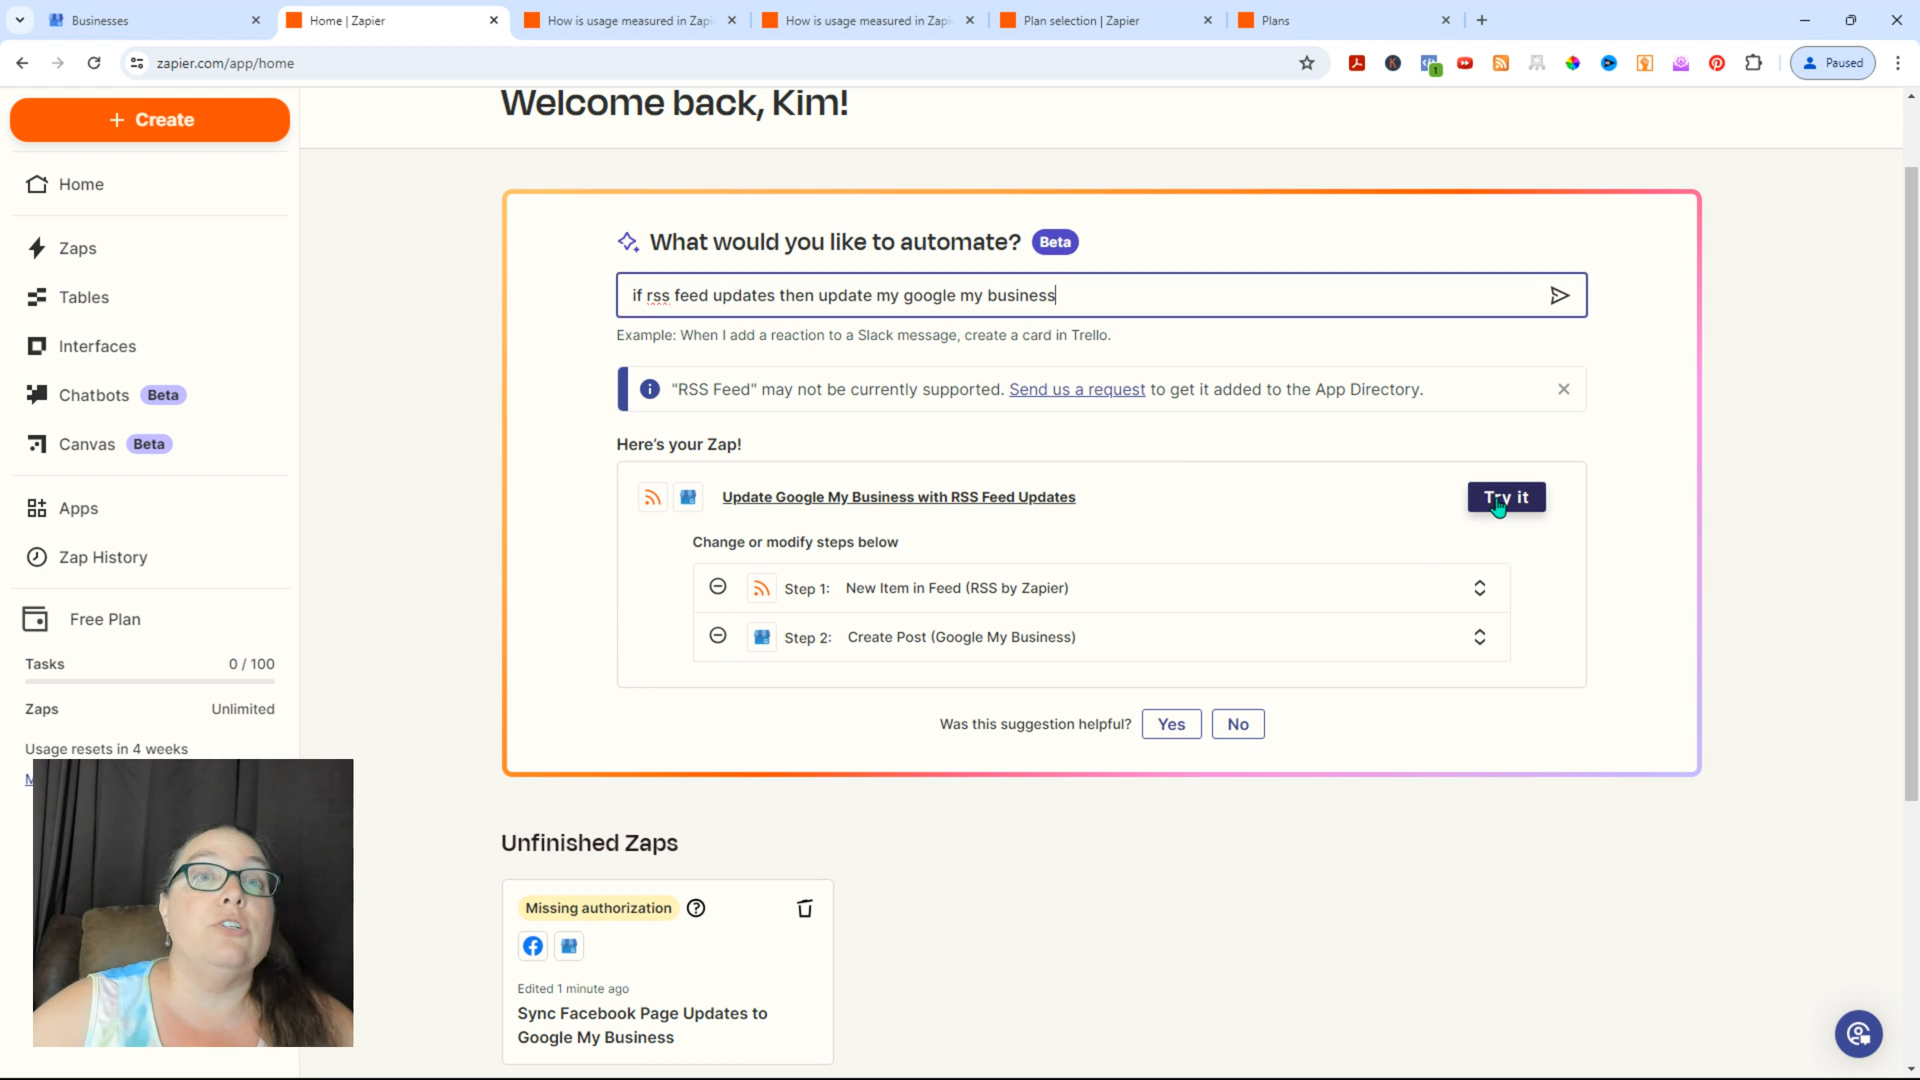 Businesses
Home | Zapier
How is usage measured in Zapi
How is usage measured in Zapi
Plan selection | Zapier
Plans
zapier.com/app/home
1
Paused
Welcome back, Kim!
+ Create
Home
Zaps
Tables
Interfaces
Chatbots Beta
Canvas Beta
Apps
Zap History
Free Plan
Tasks 0 / 100
Zaps Unlimited
Usage resets in 4 weeks
What would you like to automate? Beta
if rss feed updates then update my google my business
Example: When I add a reaction to a Slack message, create a card in Trello.
"RSS Feed" may not be currently supported. Send us a request to get it added to the App Directory.
Here's your Zap!
Update Google My Business with RSS Feed Updates
Try it
Change or modify steps below
Step 1: New Item in Feed (RSS by Zapier)
Step 2: Create Post (Google My Business)
Was this suggestion helpful? Yes No
Unfinished Zaps
Missing authorization
Edited 1 minute ago
Sync Facebook Page Updates to
Google My Business